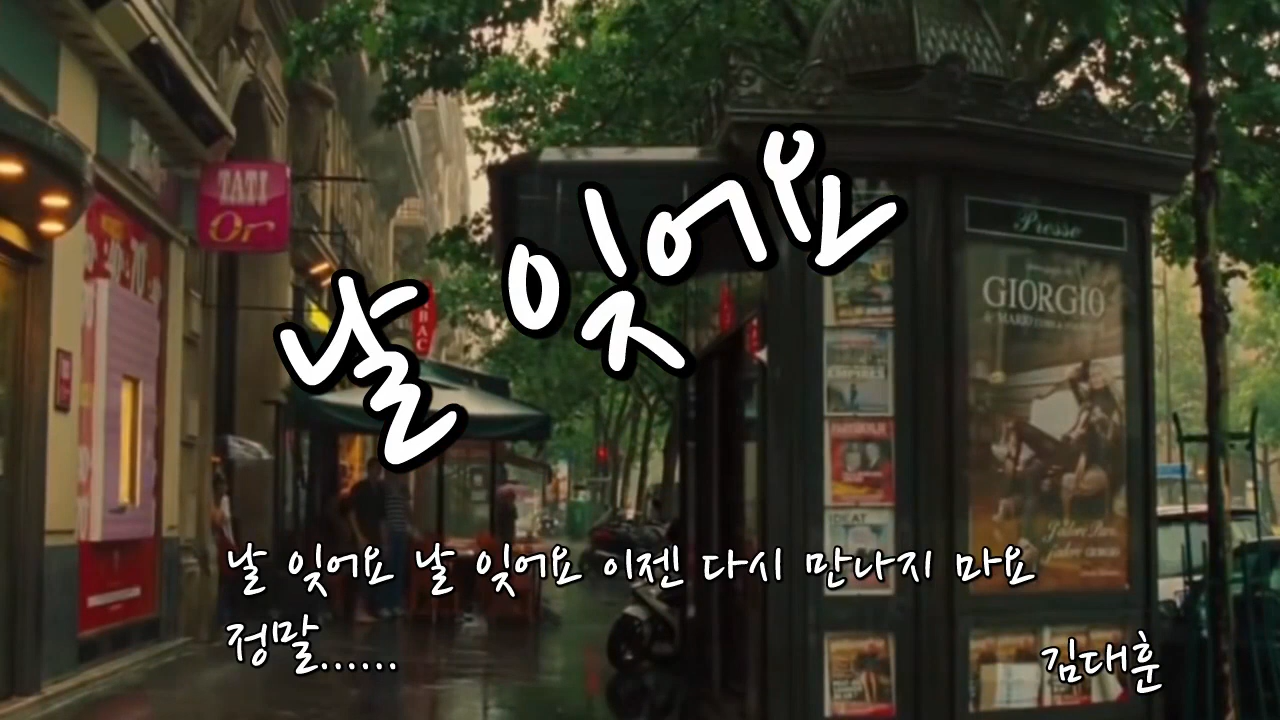 날 잊어요
날 잊어요 날 잊어요 이젠 다시 만나지 마요
정말......
김대훈
TATI
Or
Presse
GIORGIO